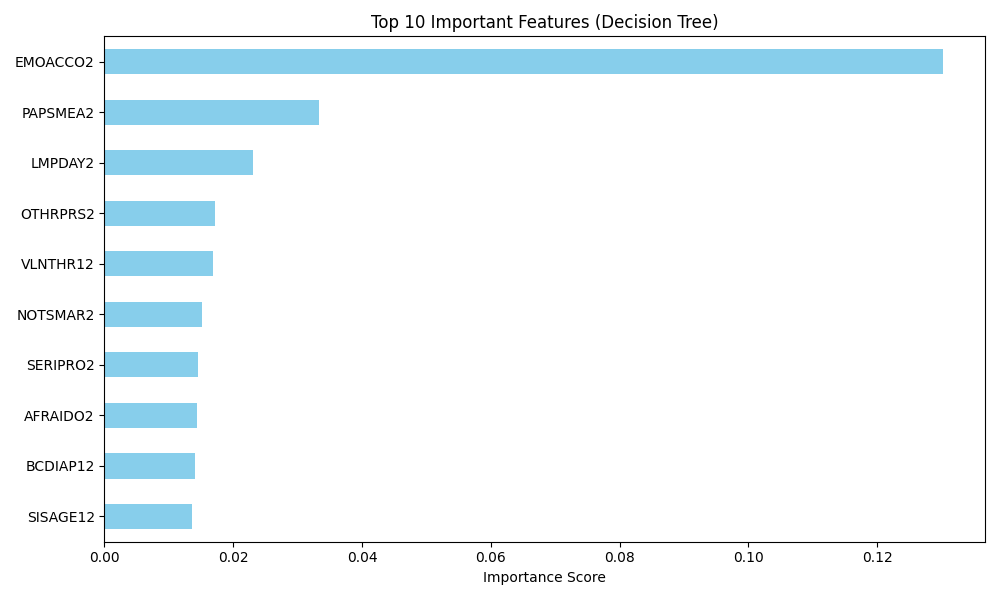 Top 10 Important Features (Decision Tree)
EMOACCO2
PAPSMEA2
LMPDAY2
OTHRPRS2
VLNTHR12
NOTSMAR2
SERIPRO2
AFRAIDO2
BCDIAP12
SISAGE12
0.00 0.02 0.04 0.06 0.08 0.10 0.12
Importance Score